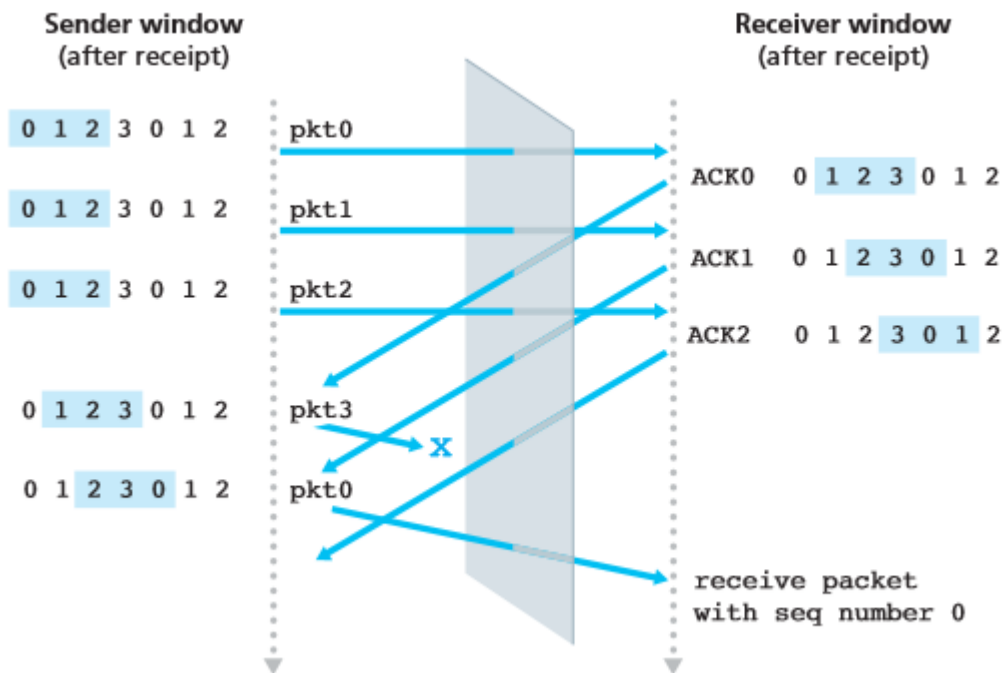 Sender window
(after receipt)
Receiver window
(after receipt)
0 1 2 3 0 1 2
pkt0
ACK0 0 1 2 3 0 1 2
0 1 2 3 0 1 2
pkt1
ACK1 0 1 2 3 0 1 2
0 1 2 3 0 1 2
pkt2
ACK2 0 1 2 3 0 1 2
0 1 2 3 0 1 2
pkt3
X
0 1 2 3 0 1 2
pkt0
receive packet
with seq number 0